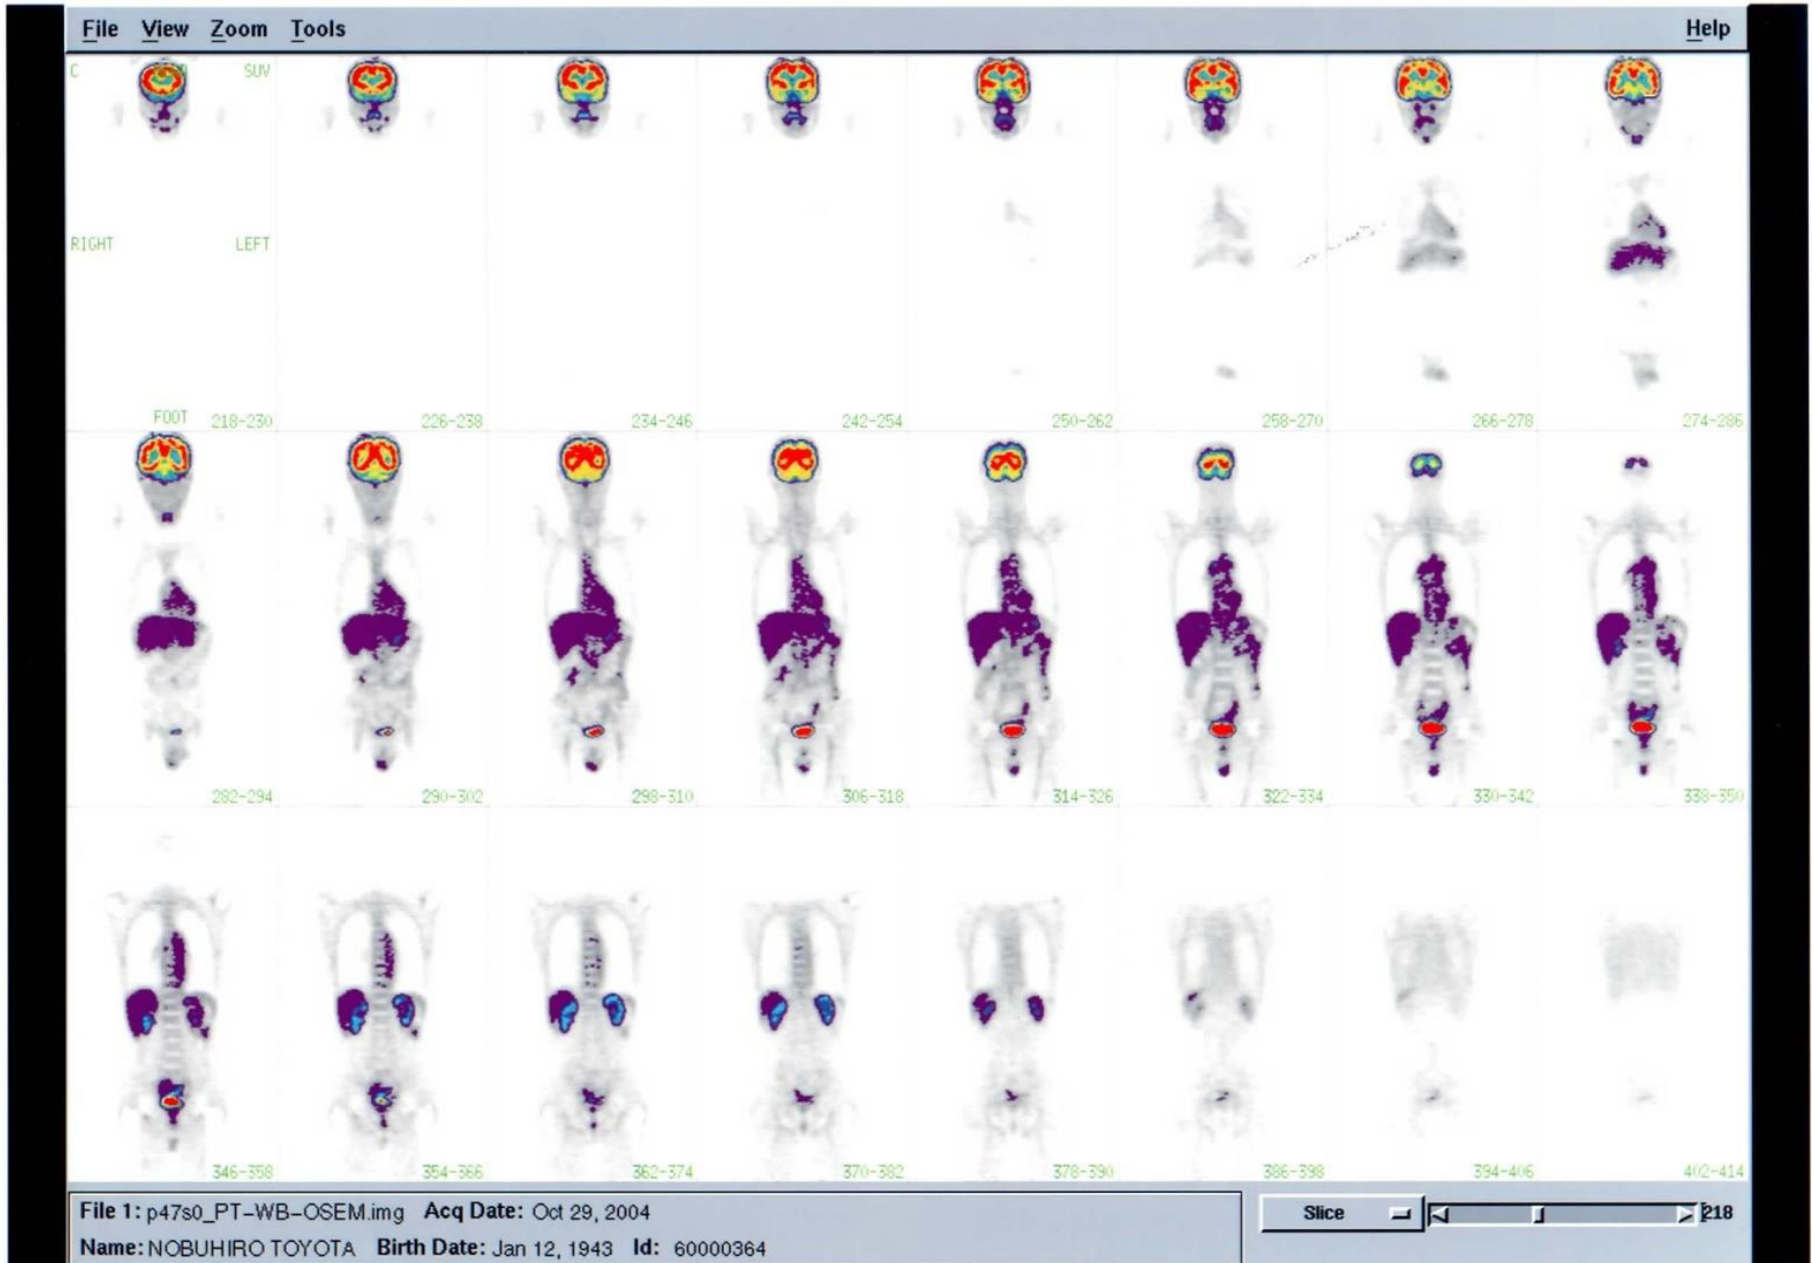 File View Zoom Tools Help
C SUV
RIGHT LEFT
FOOT 218-230 226-238 234-246 242-254 250-262 258-270 266-278 274-286
282-294 290-302 298-310 306-318 314-326 322-334 330-342 338-350
346-358 354-366 362-374 370-382 378-390 386-398 394-406 402-414
File 1: p47s0_PT-WB-OSEM.img Acq Date: Oct 29, 2004
Slice 218
Name: NOBUHIRO TOYOTA Birth Date: Jan 12, 1943 Id: 60000364